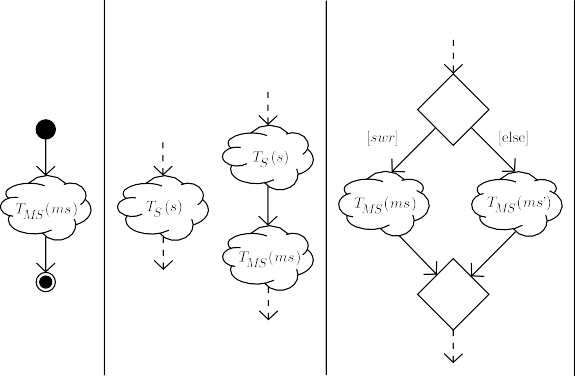 T_MS(ms)
T_S(s)
T_S(s)
T_MS(ms)
[swr]
[else]
T_MS(ms)
T_MS(ms')